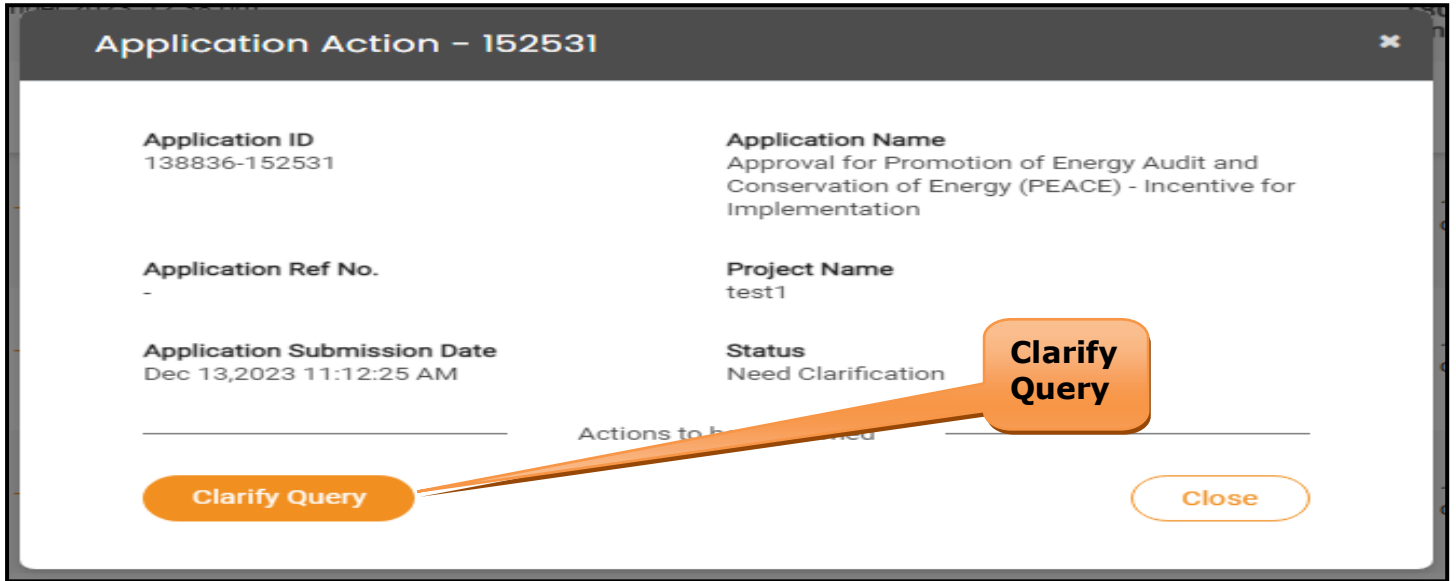 Application Action - 152531
Application ID
138836-152531
Application Name
Approval for Promotion of Energy Audit and
Conservation of Energy (PEACE) - Incentive for
Implementation
Application Ref No.
-
Project Name
test1
Application Submission Date
Dec 13,2023 11:12:25 AM
Status
Need Clarification
Clarify
Query
Actions to
Clarify Query
Close